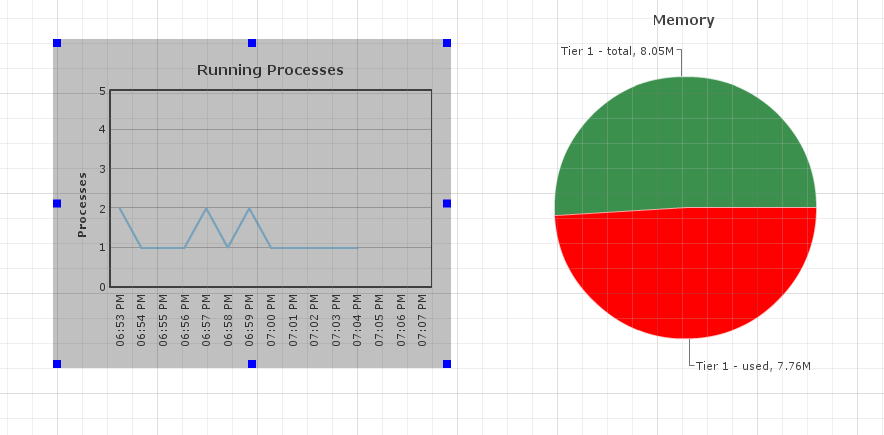 Running Processes
Processes
5
4
3
2
1
0
06:53 PM
06:54 PM
06:55 PM
06:56 PM
06:57 PM
06:58 PM
06:59 PM
07:00 PM
07:01 PM
07:02 PM
07:03 PM
07:04 PM
07:05 PM
07:06 PM
07:07 PM
Memory
Tier 1 - total, 8.05M
Tier 1 - used, 7.76M